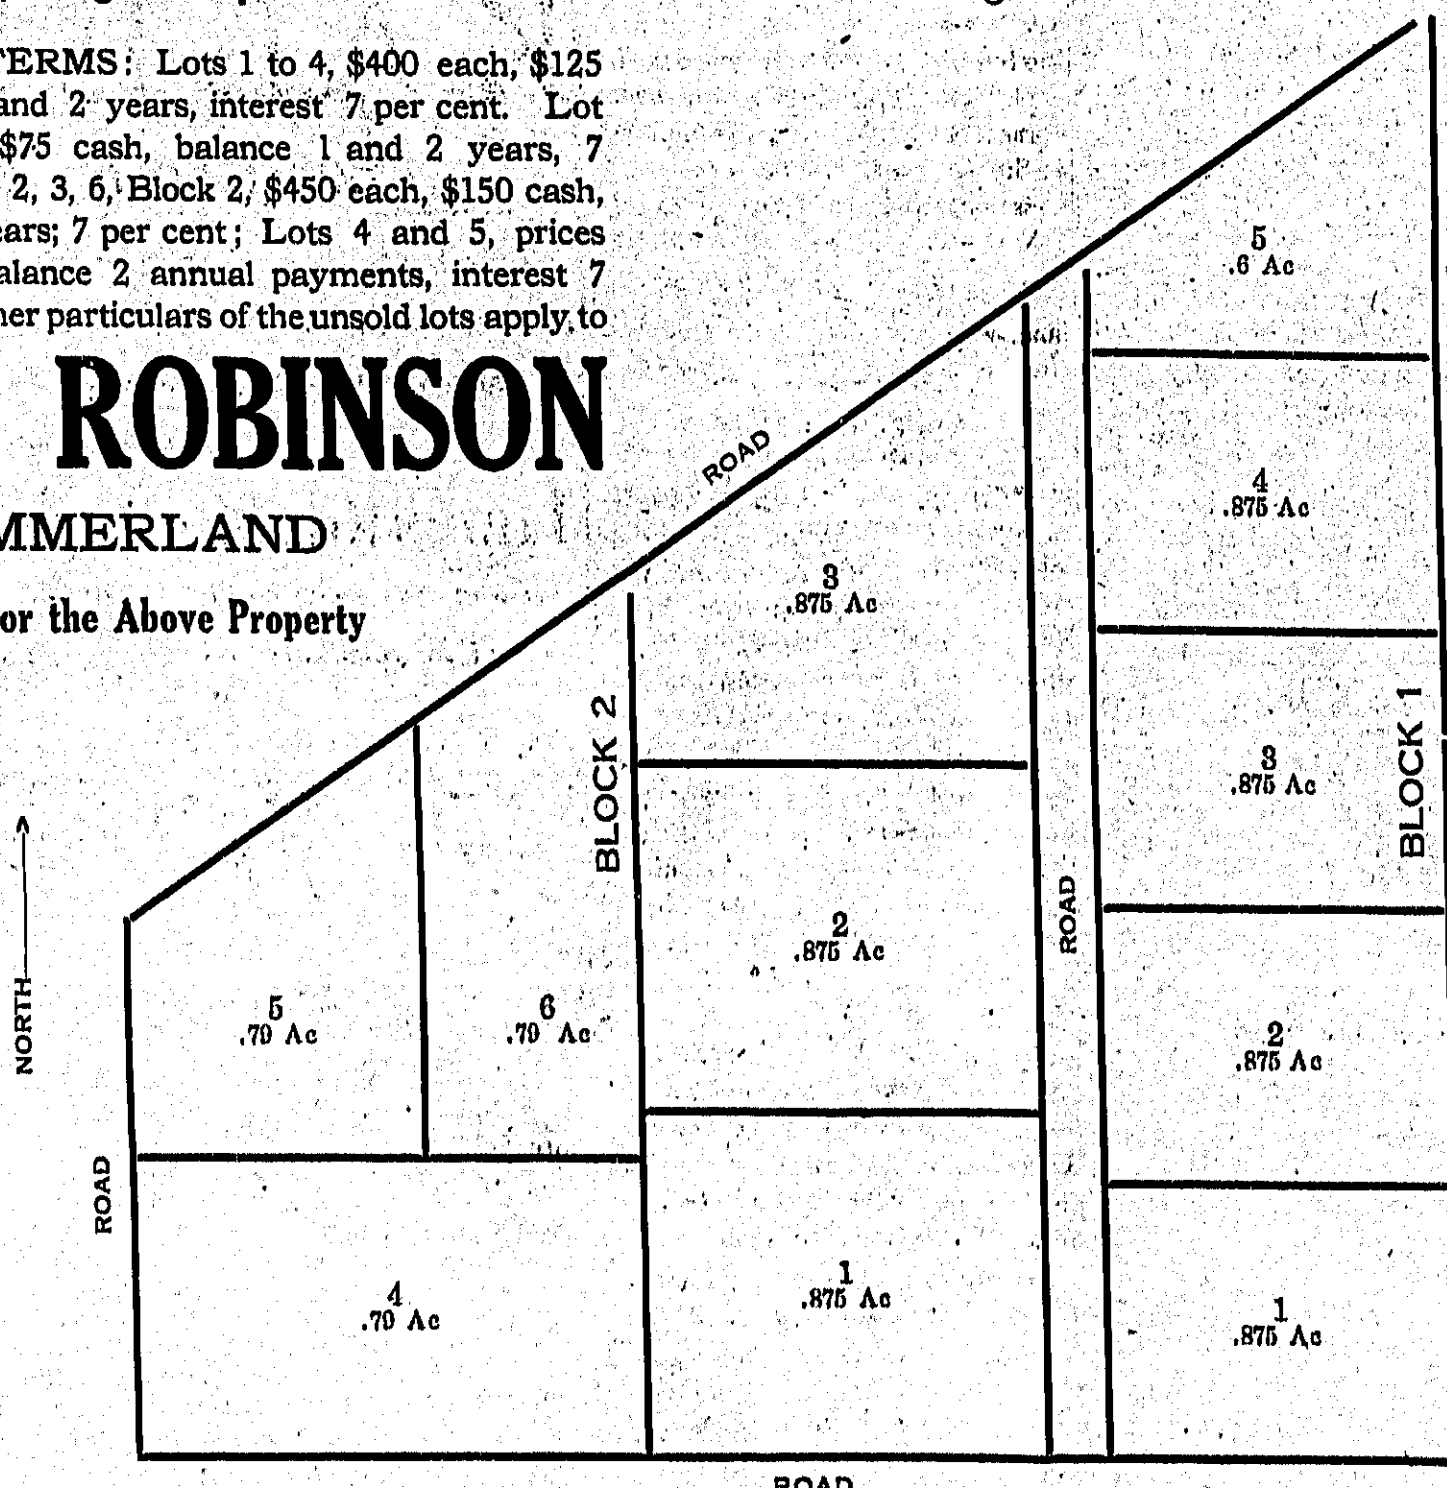 TERMS: Lots 1 to 4, $400 each, $125
and 2 years, interest 7 per cent. Lot
$75 cash, balance 1 and 2 years, 7
2, 3, 6, Block 2, $450 each, $150 cash,
ears; 7 per cent; Lots 4 and 5, prices
alance 2 annual payments, interest 7
her particulars of the unsold lots apply to
ROBINSON
MMERLAND
or the Above Property
5
.6 Ac
4
.875 Ac
3
.875 Ac
2
.875 Ac
1
.875 Ac
BLOCK 1
ROAD
ROAD
3
.875 Ac
2
.875 Ac
1
.875 Ac
BLOCK 2
5
.79 Ac
6
.79 Ac
4
.79 Ac
NORTH
ROAD
ROAD